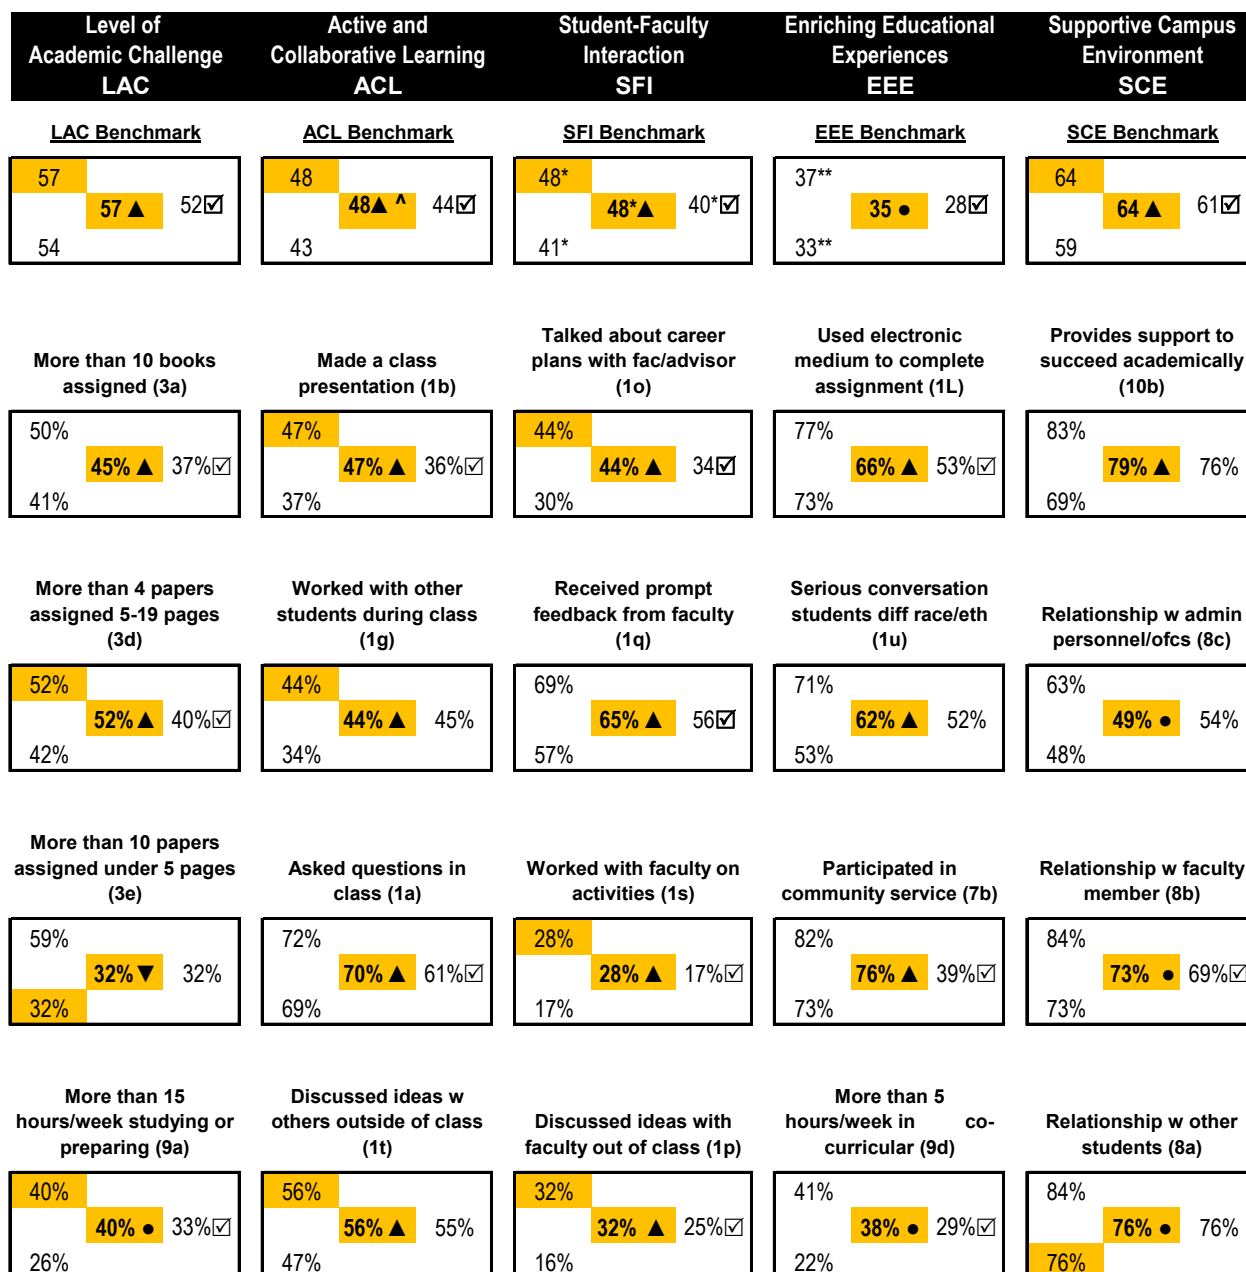 Level of Academic Challenge LAC
Active and Collaborative Learning ACL
Student-Faculty Interaction SFI
Enriching Educational Experiences EEE
Supportive Campus Environment SCE
LAC Benchmark ACL Benchmark SFI Benchmark EEE Benchmark SCE Benchmark
57 48 48* 37** 64
57 ▲ 52☑ 48▲ ^ 44☑ 48*▲ 40*☑ 35 ● 28☑ 64 ▲ 61☑
54 43 41* 33** 59
More than 10 books assigned (3a)
Made a class presentation (1b)
Talked about career plans with fac/advisor (1o)
Used electronic medium to complete assignment (1L)
Provides support to succeed academically (10b)
50% 47% 44% 77% 83%
45% ▲ 37%☑ 47% ▲ 36%☑ 44% ▲ 34☑ 66% ▲ 53%☑ 79% ▲ 76%
41% 37% 30% 73% 69%
More than 4 papers assigned 5-19 pages (3d)
Worked with other students during class (1g)
Received prompt feedback from faculty (1q)
Serious conversation students diff race/eth (1u)
Relationship w admin personnel/ofcs (8c)
52% 44% 69% 71% 63%
52% ▲ 40%☑ 44% ▲ 45% 65% ▲ 56☑ 62% ▲ 52% 49% ● 54%
42% 34% 57% 53% 48%
More than 10 papers assigned under 5 pages (3e)
Asked questions in class (1a)
Worked with faculty on activities (1s)
Participated in community service (7b)
Relationship w faculty member (8b)
59% 72% 28% 82% 84%
32% ▼ 32% 70% ▲ 61%☑ 28% ▲ 17%☑ 76% ▲ 39%☑ 73% ● 69%☑
32% 69% 17% 73% 73%
More than 15 hours/week studying or preparing (9a)
Discussed ideas w others outside of class (1t)
Discussed ideas with faculty out of class (1p)
More than 5 hours/week in co-curricular (9d)
Relationship w other students (8a)
40% 56% 32% 41% 84%
40% ● 33%☑ 56% ▲ 55% 32% ▲ 25%☑ 38% ● 29%☑ 76% ● 76%
26% 47% 16% 22% 76%